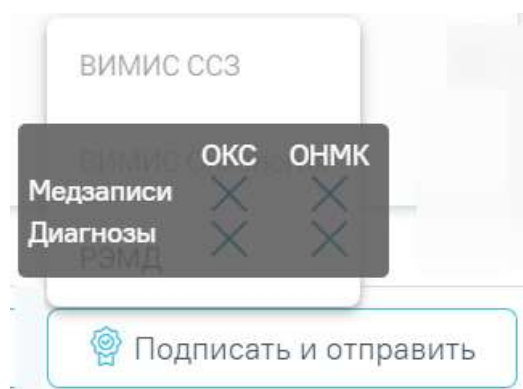 ВИМИС ССЗ
ОКС ОНМК
Медзаписи
Диагнозы
РЭМД
Подписать и отправить